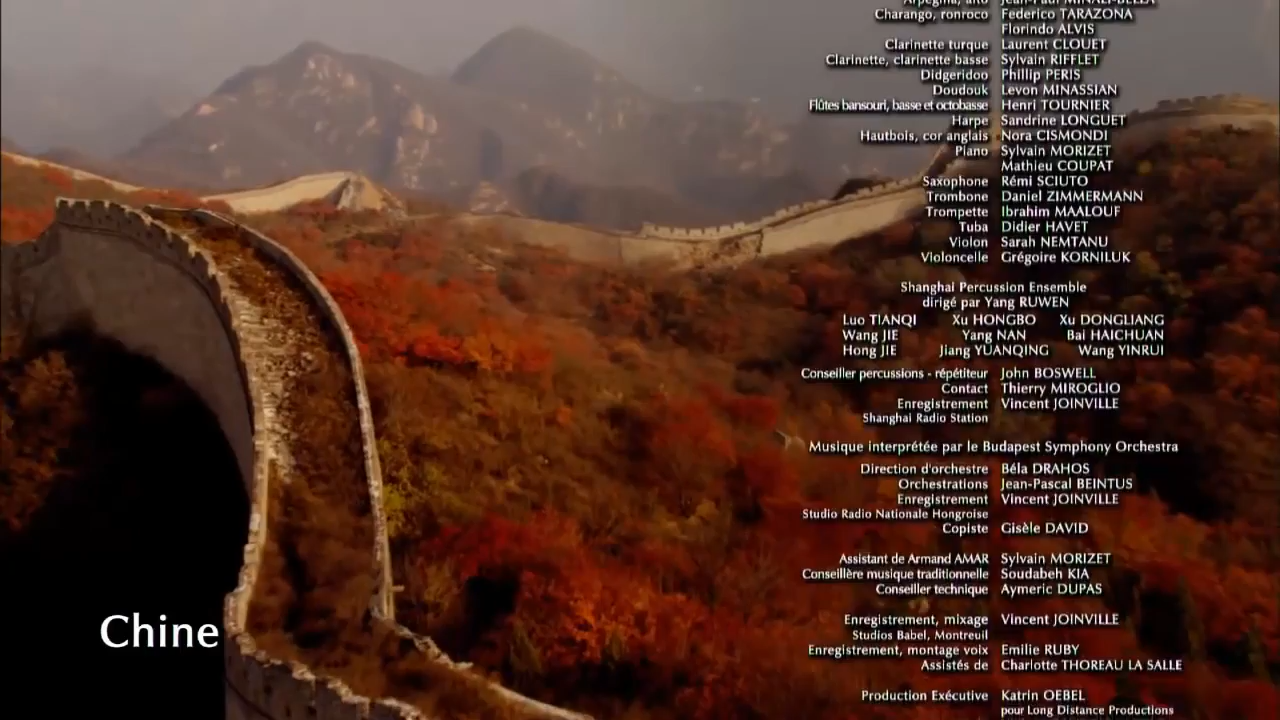 Arpegina, alto Jean-Paul MINALI-BELLA
Charango, ronroco Federico TARAZONA
Florindo ALVIS
Clarinette turque Laurent CLOUET
Clarinette, clarinette basse Sylvain RIFFLET
Didgeridoo Phillip PERIS
Doudouk Levon MINASSIAN
Flûtes bansouri, basse et octobasse Henri TOURNIER
Harpe Sandrine LONGUET
Hautbois, cor anglais Nora CISMONDI
Piano Sylvain MORIZET
Mathieu COUPAT
Saxophone Rémi SCIUTO
Trombone Daniel ZIMMERMANN
Trompette Ibrahim MAALOUF
Tuba Didier HAVET
Violon Sarah NEMTANU
Violoncelle Grégoire KORNILUK
Shanghai Percussion Ensemble
dirigé par Yang RUWEN
Luo TIANQI Xu HONGBO Xu DONGLIANG
Wang JIE Yang NAN Bai HAICHUAN
Hong JIE Jiang YUANQING Wang YINRUI
Conseiller percussions - répétiteur John BOSWELL
Contact Thierry MIROGLIO
Enregistrement Vincent JOINVILLE
Shanghai Radio Station
Musique interprétée par le Budapest Symphony Orchestra
Direction d'orchestre Béla DRAHOS
Orchestrations Jean-Pascal BEINTUS
Enregistrement Vincent JOINVILLE
Studio Radio Nationale Hongroise
Copiste Gisèle DAVID
Assistant de Armand AMAR Sylvain MORIZET
Conseillère musique traditionnelle Soudabeh KIA
Conseiller technique Aymeric DUPAS
Enregistrement, mixage Vincent JOINVILLE
Studios Babel, Montreuil
Enregistrement, montage voix Emilie RUBY
Assistés de Charlotte THOREAU LA SALLE
Production Exécutive Katrin OEBEL
pour Long Distance Productions
Chine